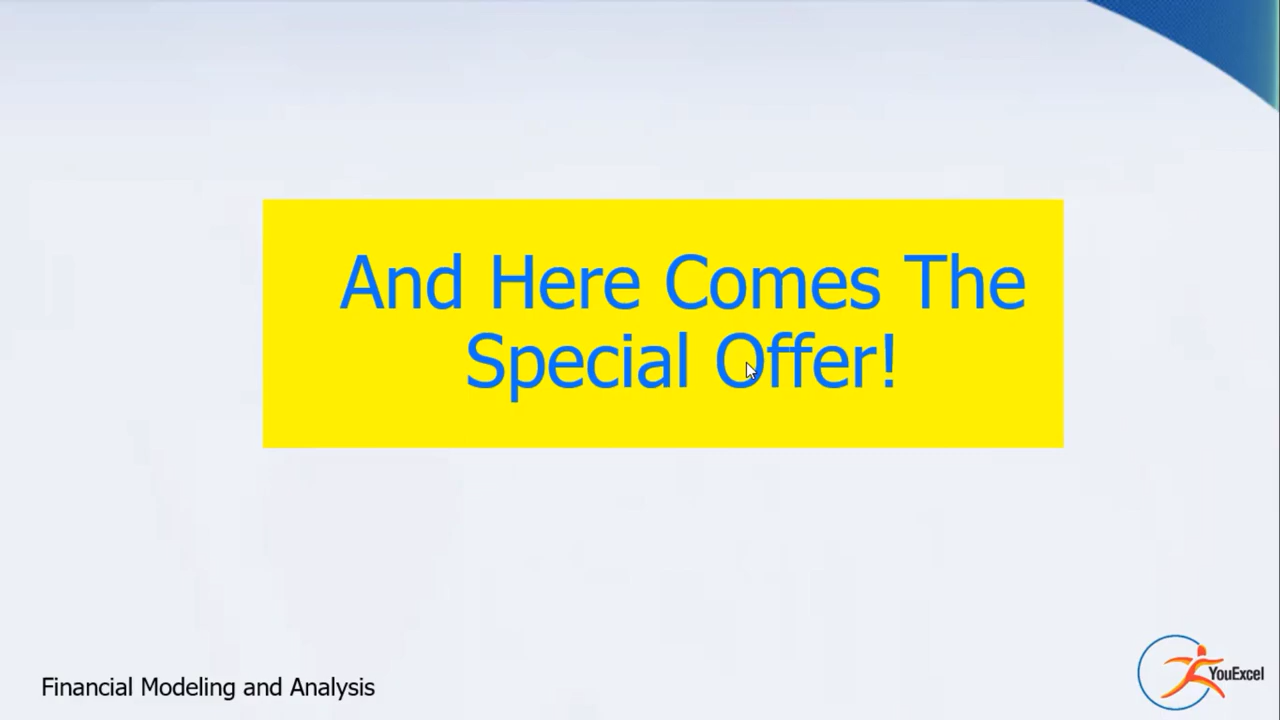 And Here Comes The
Special Offer!
Financial Modeling and Analysis
YouExcel